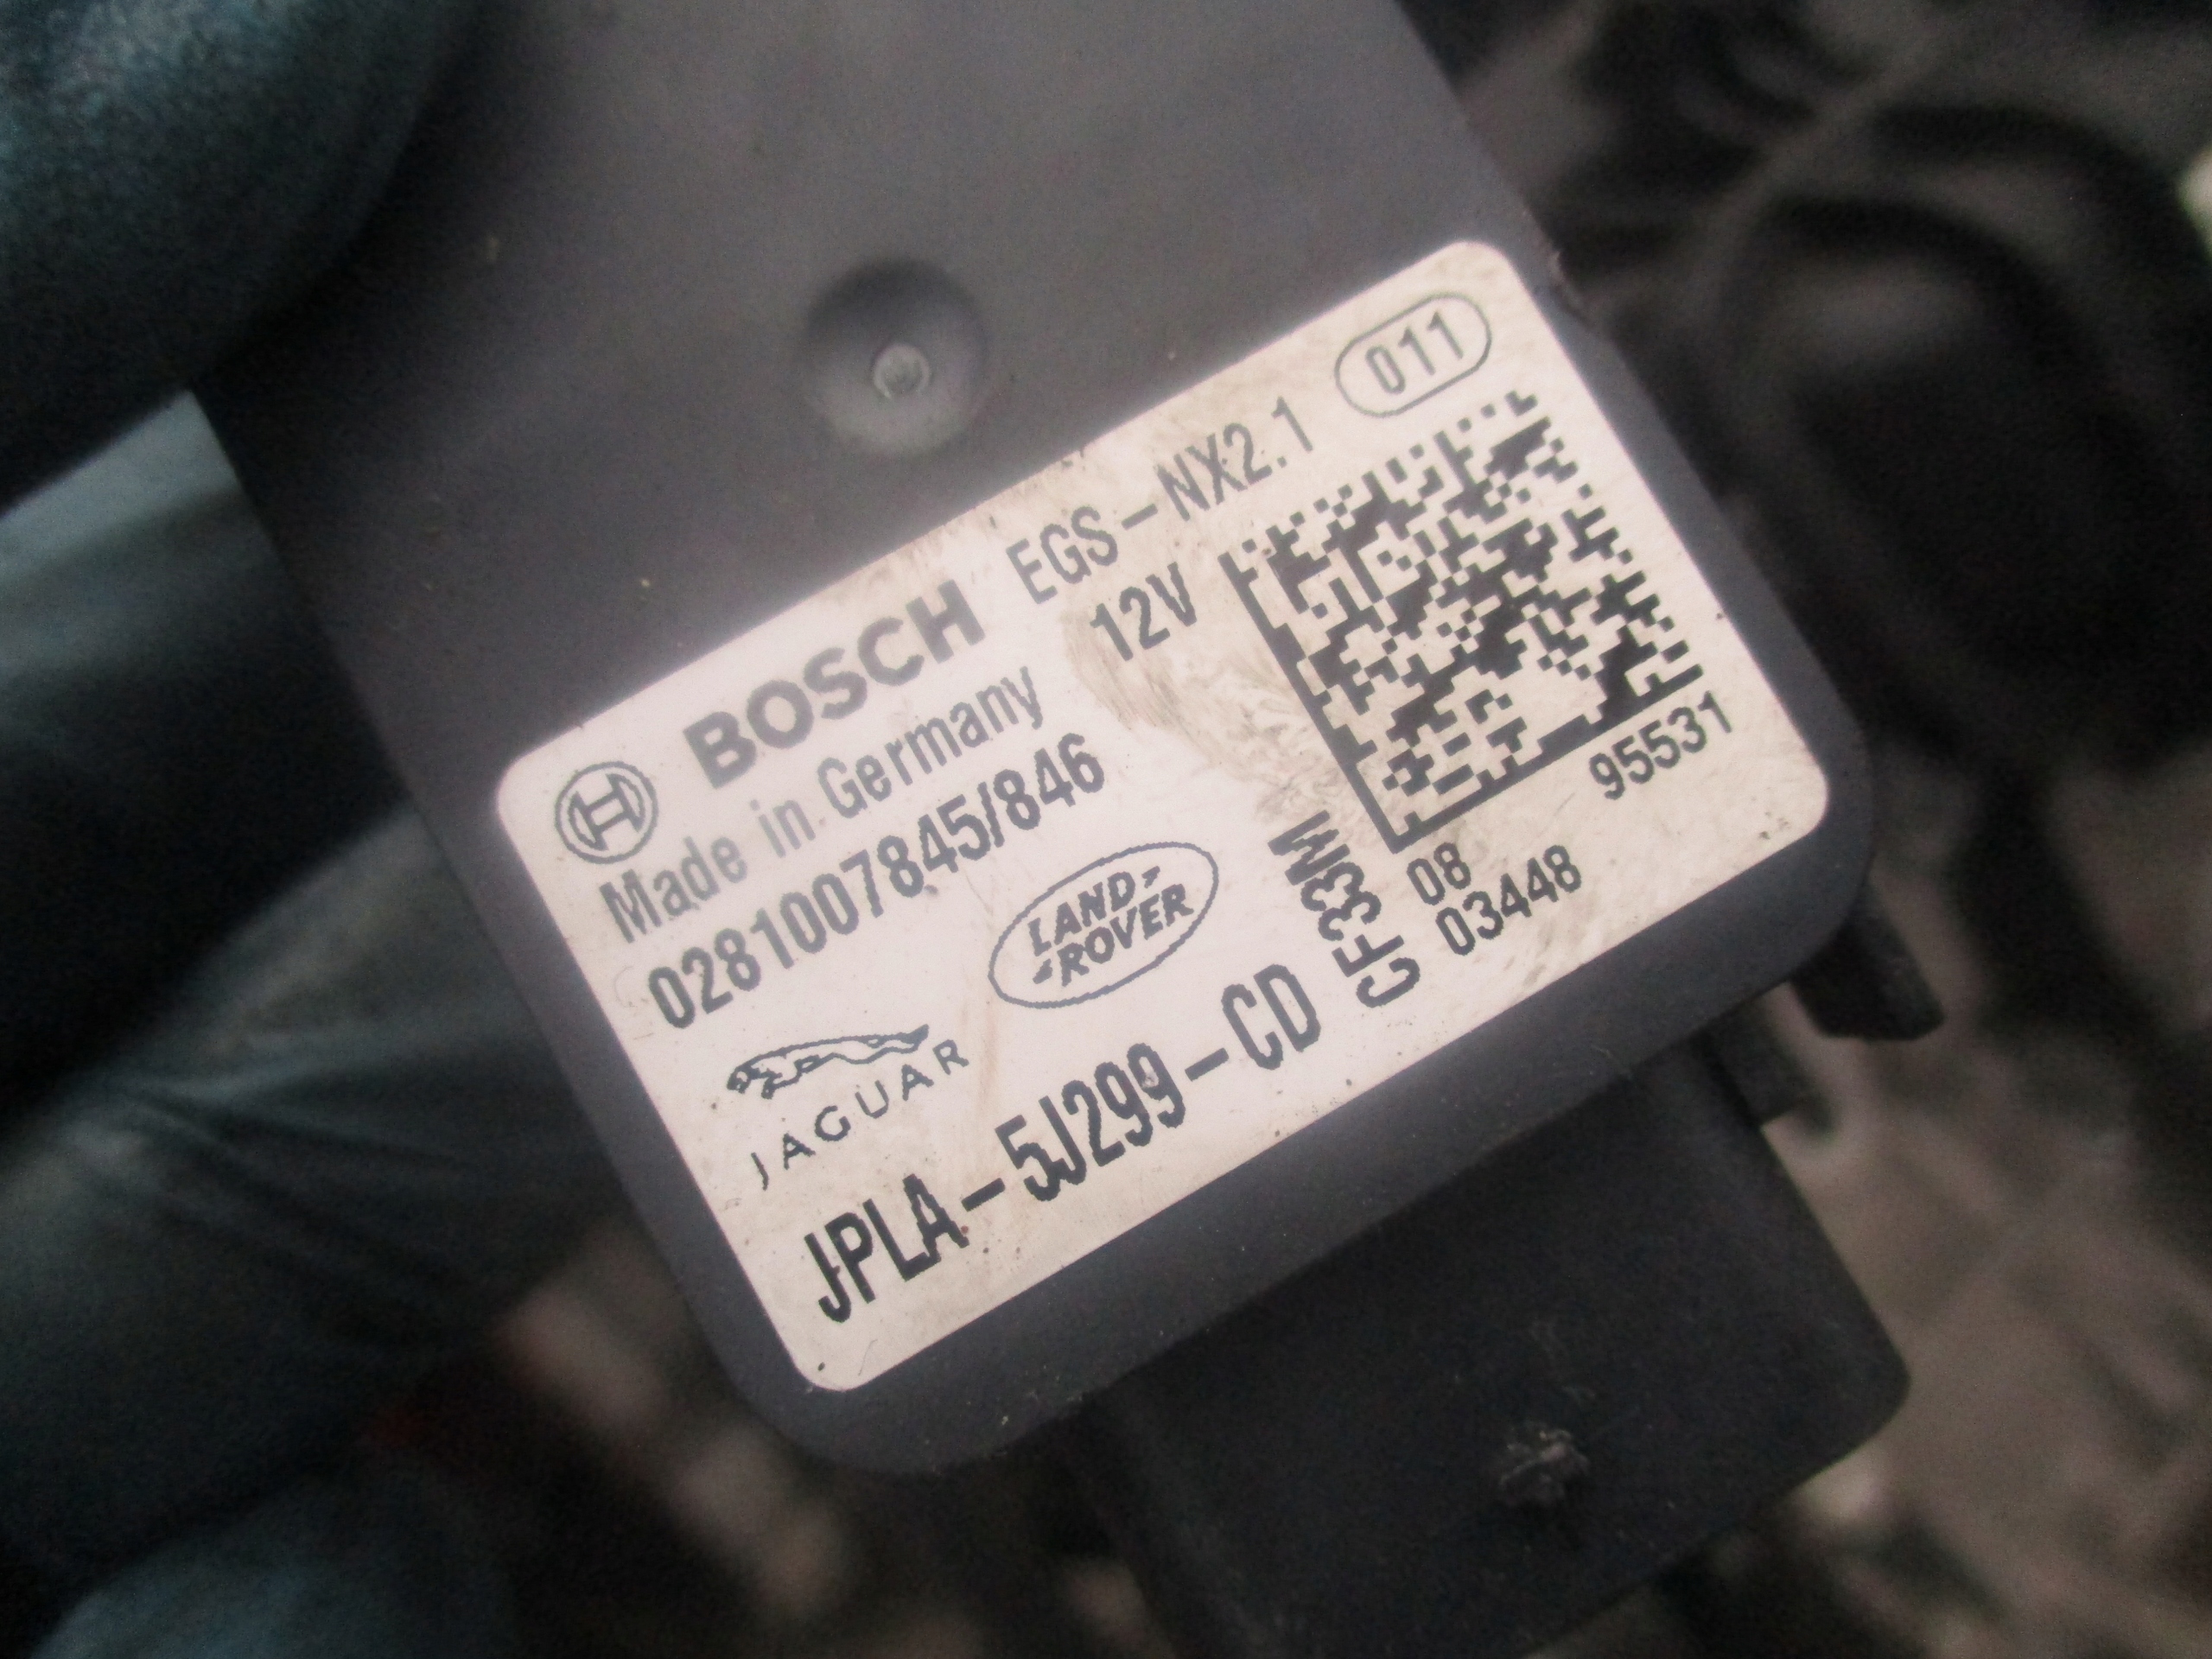 BOSCH EGS-NX2.1 011
Made in Germany 12V
0281007845/846
LAND-
-ROVER
JAGUAR
JPLA-5J299-CD
CF33M
95531
08
03448